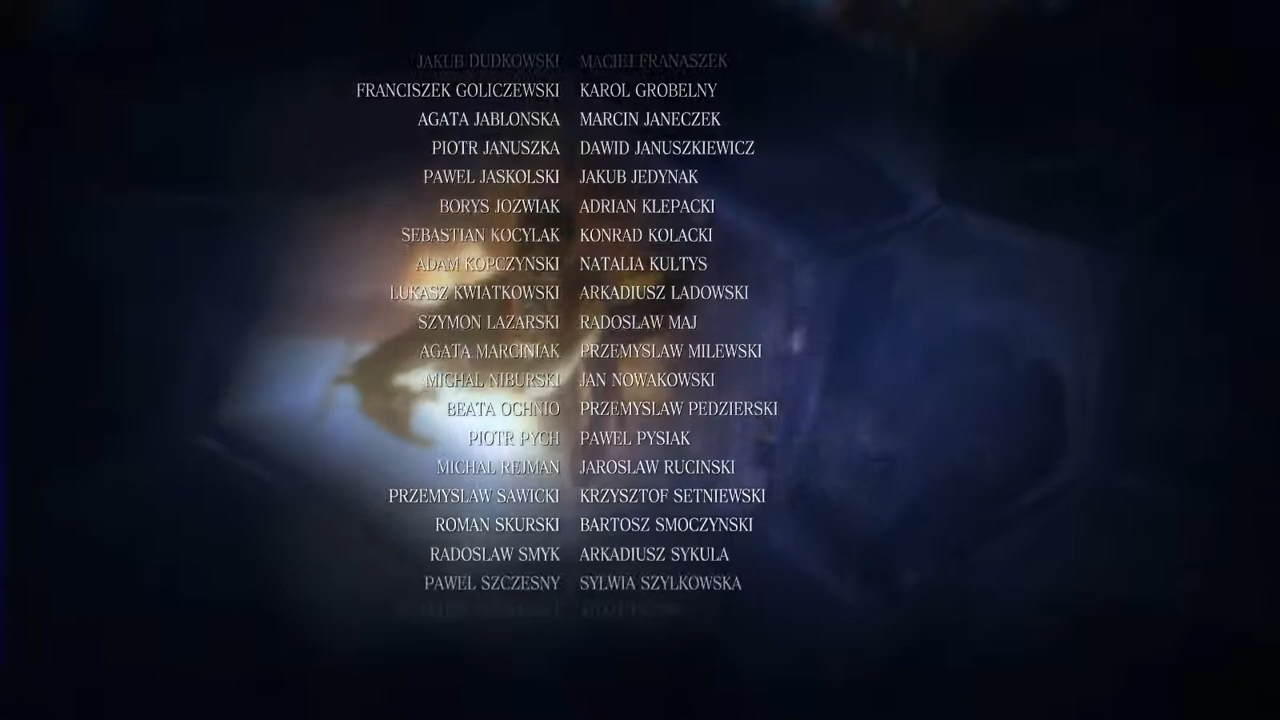 JAKUB DUDKOWSKI MACIEJ FRANASZEK
FRANCISZEK GOLICZEWSKI KAROL GROBELNY
AGATA JABLONSKA MARCIN JANECZEK
PIOTR JANUSZKA DAWID JANUSZKIEWICZ
PAWEL JASKOLSKI JAKUB JEDYNAK
BORYS JOZWIAK ADRIAN KLEPACKI
SEBASTIAN KOCYLAK KONRAD KOLACKI
ADAM KOPCZYNSKI NATALIA KULTYS
LUKASZ KWIATKOWSKI ARKADIUSZ LADOWSKI
SZYMON LAZARSKI RADOSLAW MAJ
AGATA MARCINIAK PRZEMYSLAW MILEWSKI
MICHAL NIBURSKI JAN NOWAKOWSKI
BEATA OCHNIO PRZEMYSLAW PEDZIERSKI
PIOTR PYCH PAWEL PYSIAK
MICHAL REJMAN JAROSLAW RUCINSKI
PRZEMYSLAW SAWICKI KRZYSZTOF SETNIEWSKI
ROMAN SKURSKI BARTOSZ SMOCZYNSKI
RADOSLAW SMYK ARKADIUSZ SYKULA
PAWEL SZCZESNY SYLWIA SZYLKOWSKA